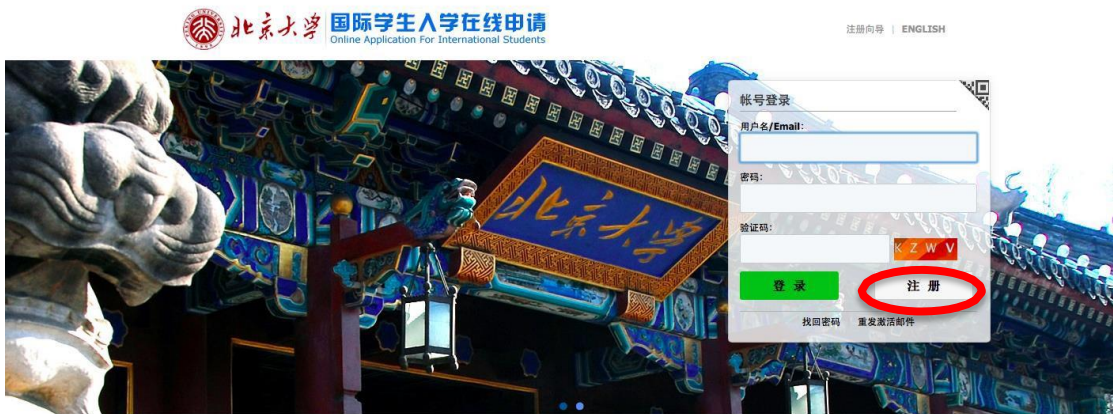 北京大学 国际学生入学在线申请
Online Application For International Students
注册向导 | ENGLISH
北京大学
帐号登录
用户名/Email:
密码:
验证码:
K Z W V
登 录 注 册
找回密码 重发激活邮件